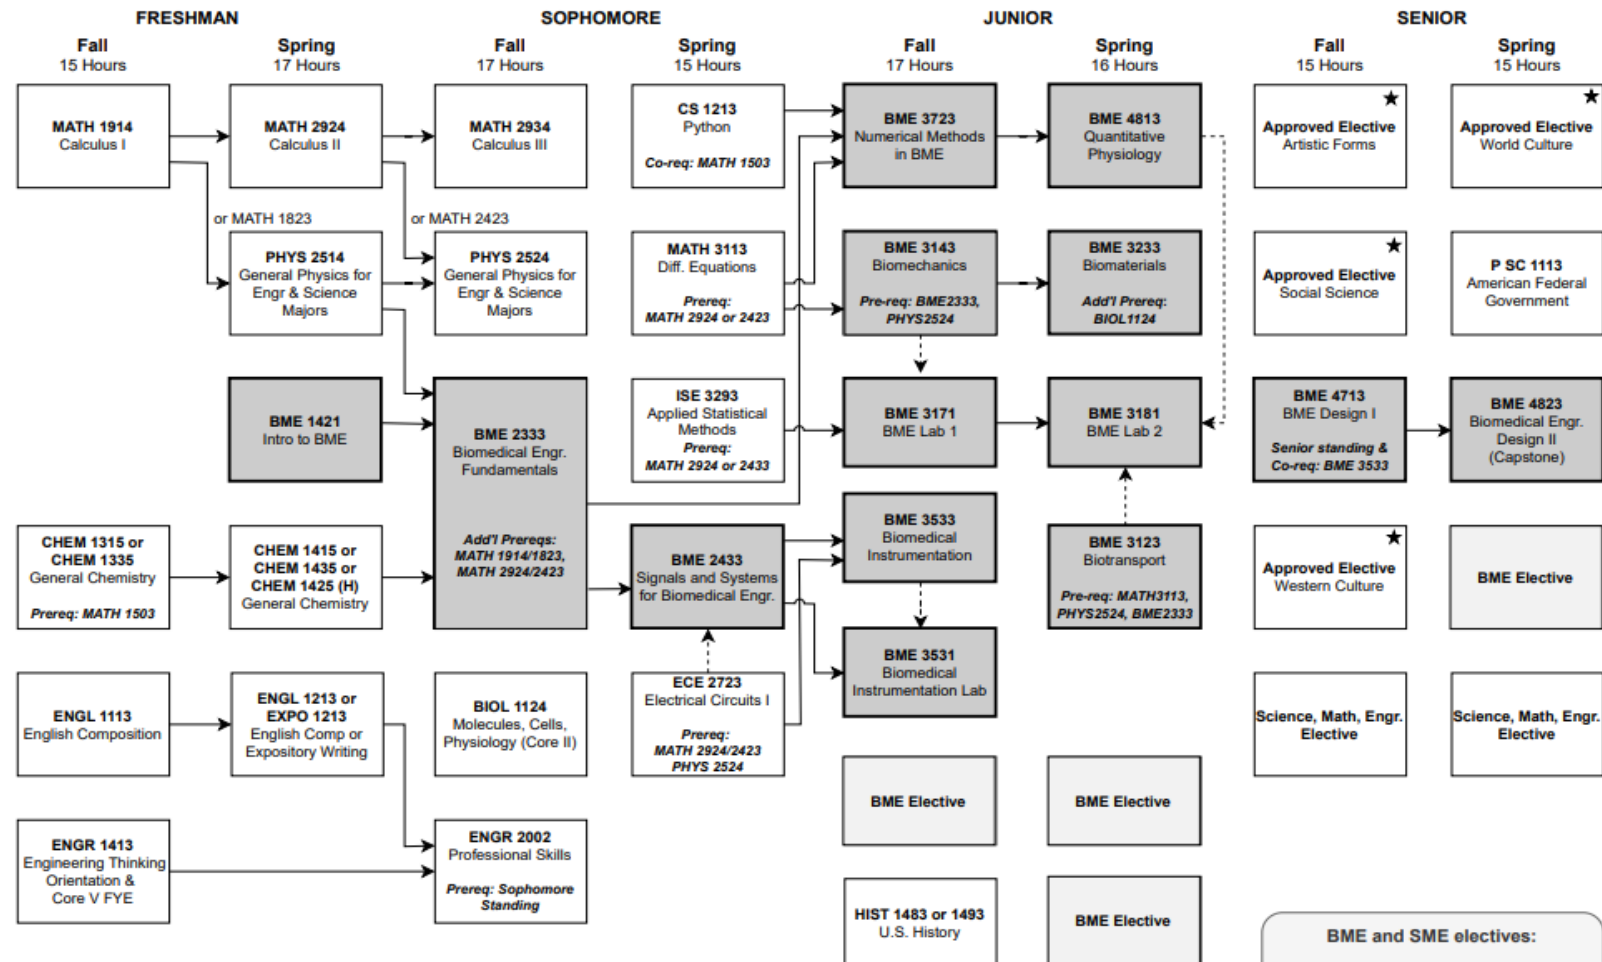 FRESHMAN
SOPHOMORE
JUNIOR
SENIOR
Fall
15 Hours
Spring
17 Hours
Fall
17 Hours
Spring
15 Hours
Fall
17 Hours
Spring
16 Hours
Fall
15 Hours
Spring
15 Hours
MATH 1914
Calculus I
MATH 2924
Calculus II
MATH 2934
Calculus III
CS 1213
Python
Co-req: MATH 1503
BME 3723
Numerical Methods
in BME
BME 4813
Quantitative
Physiology
Approved Elective
Artistic Forms
Approved Elective
World Culture
or MATH 1823
or MATH 2423
PHYS 2514
General Physics for
Engr & Science
Majors
PHYS 2524
General Physics for
Engr & Science
Majors
MATH 3113
Diff. Equations
Prereq:
MATH 2924 or 2423
BME 3143
Biomechanics
Pre-req: BME2333,
PHYS2524
BME 3233
Biomaterials
Add'l Prereq:
BIOL1124
Approved Elective
Social Science
P SC 1113
American Federal
Government
BME 1421
Intro to BME
BME 2333
Biomedical Engr.
Fundamentals
Add'l Prereqs:
MATH 1914/1823,
MATH 2924/2423
ISE 3293
Applied Statistical
Methods
Prereq:
MATH 2924 or 2433
BME 3171
BME Lab 1
BME 3181
BME Lab 2
BME 4713
BME Design I
Senior standing &
Co-req: BME 3533
BME 4823
Biomedical Engr.
Design II
(Capstone)
CHEM 1315 or
CHEM 1335
General Chemistry
Prereq: MATH 1503
CHEM 1415 or
CHEM 1435 or
CHEM 1425 (H)
General Chemistry
BME 2433
Signals and Systems
for Biomedical Engr.
BME 3533
Biomedical
Instrumentation
BME 3123
Biotransport
Pre-req: MATH3113,
PHYS2524, BME2333
Approved Elective
Western Culture
BME Elective
ENGL 1113
English Composition
ENGL 1213 or
EXPO 1213
English Comp or
Expository Writing
BIOL 1124
Molecules, Cells,
Physiology (Core II)
ECE 2723
Electrical Circuits I
Prereq:
MATH 2924/2423
PHYS 2524
BME 3531
Biomedical
Instrumentation Lab
Science, Math, Engr.
Elective
Science, Math, Engr.
Elective
BME Elective
BME Elective
ENGR 1413
Engineering Thinking
Orientation &
Core V FYE
ENGR 2002
Professional Skills
Prereq: Sophomore
Standing
HIST 1483 or 1493
U.S. History
BME Elective
BME and SME electives: